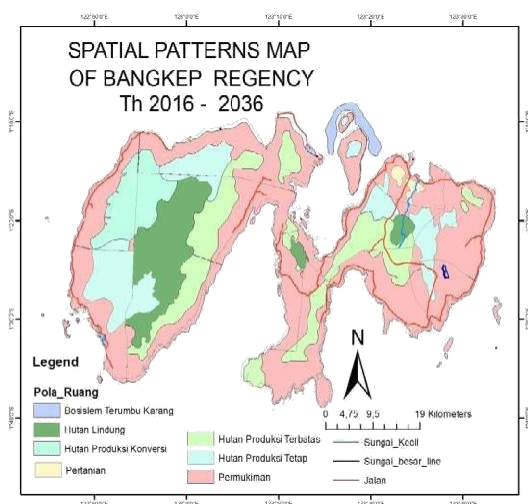 SPATIAL PATTERNS MAP
OF BANGKEP REGENCY
Th 2016 - 2036
N
0 4,75 9,5 19 Kilometers
Legend
Pola_Ruang
Eosistem Terumbu Karang
Hutan Lindung
Hutan Produksi Konversi
Pertanian
Hutan Produksi Terbatas
Hutan Produksi Tetap
Permukiman
Sungai_Kecil
Sungai_besar_line
Jalan